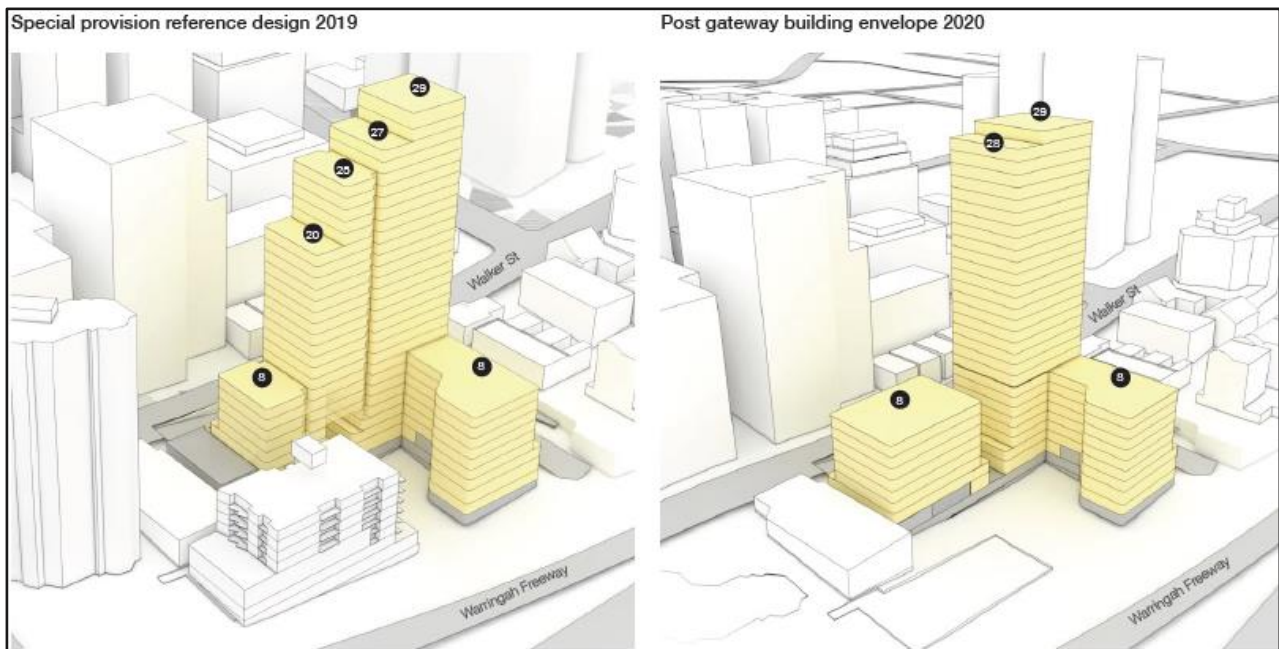 Special provision reference design 2019
29
27
25
20
8
8
Walker St
Warringah Freeway
Post gateway building envelope 2020
29
28
8
8
Walker St
Warringah Freeway